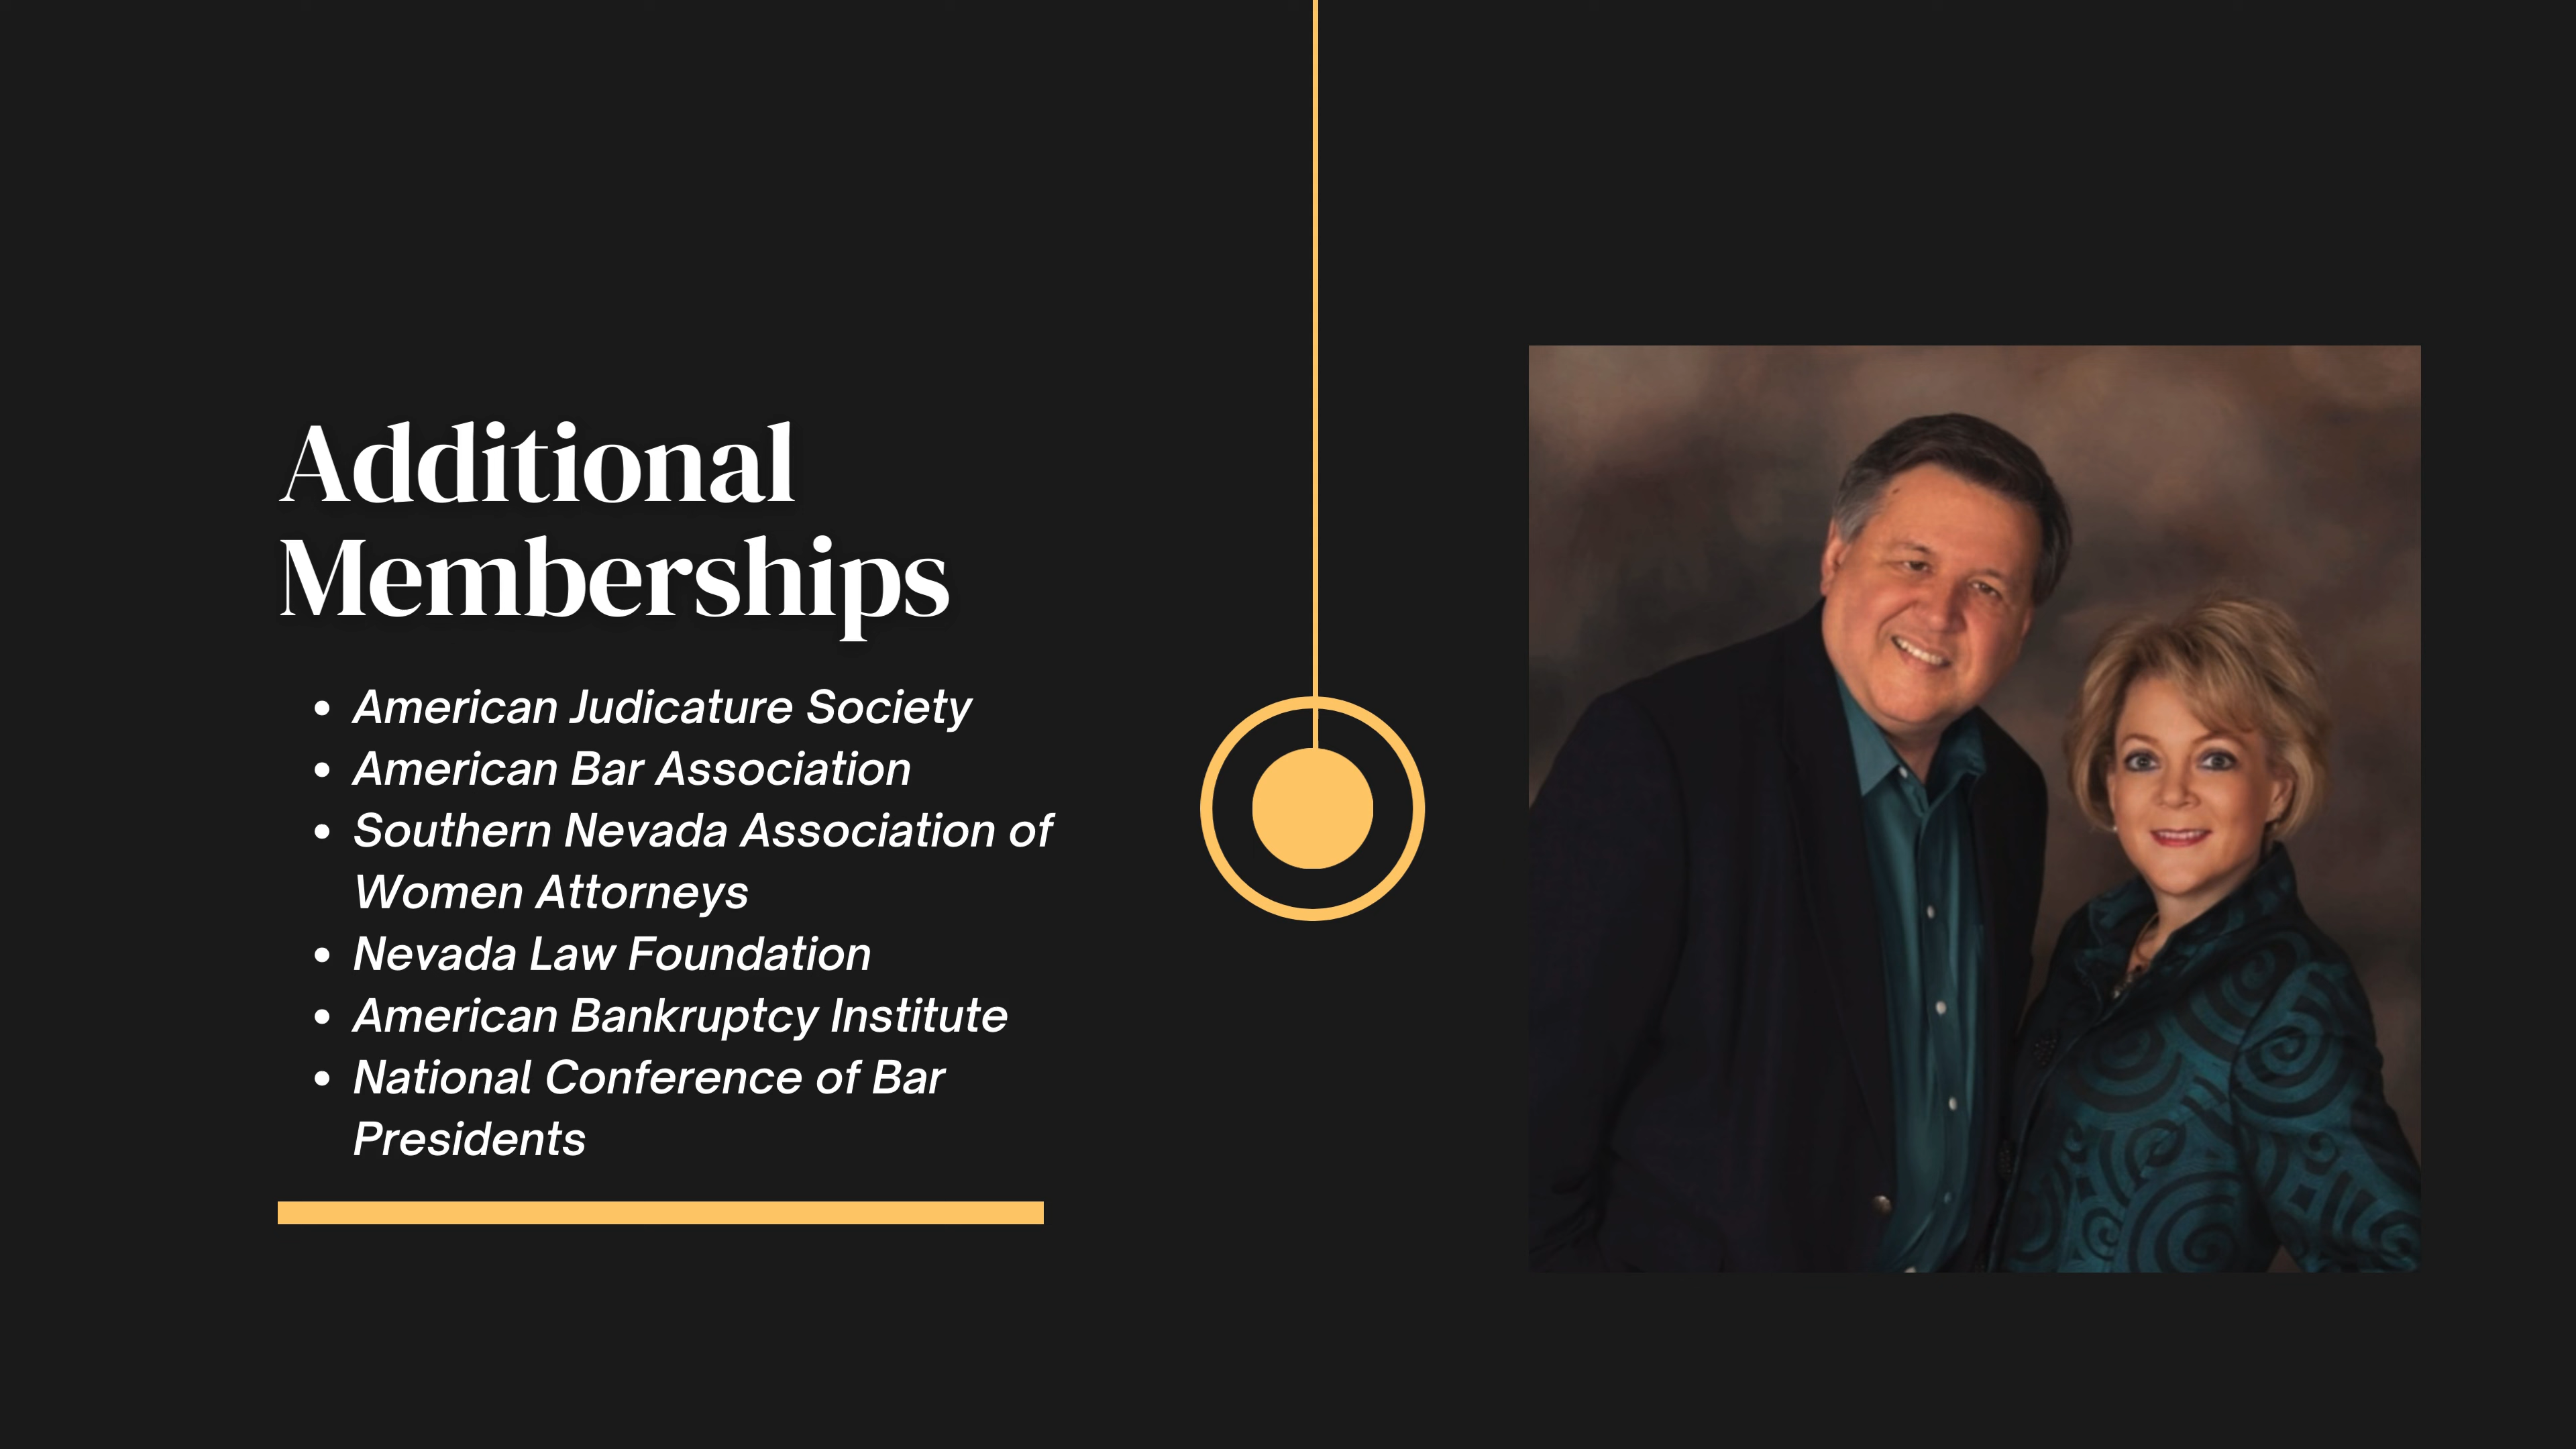 Additional
Memberships
• American Judicature Society
• American Bar Association
• Southern Nevada Association of
Women Attorneys
• Nevada Law Foundation
• American Bankruptcy Institute
• National Conference of Bar
Presidents